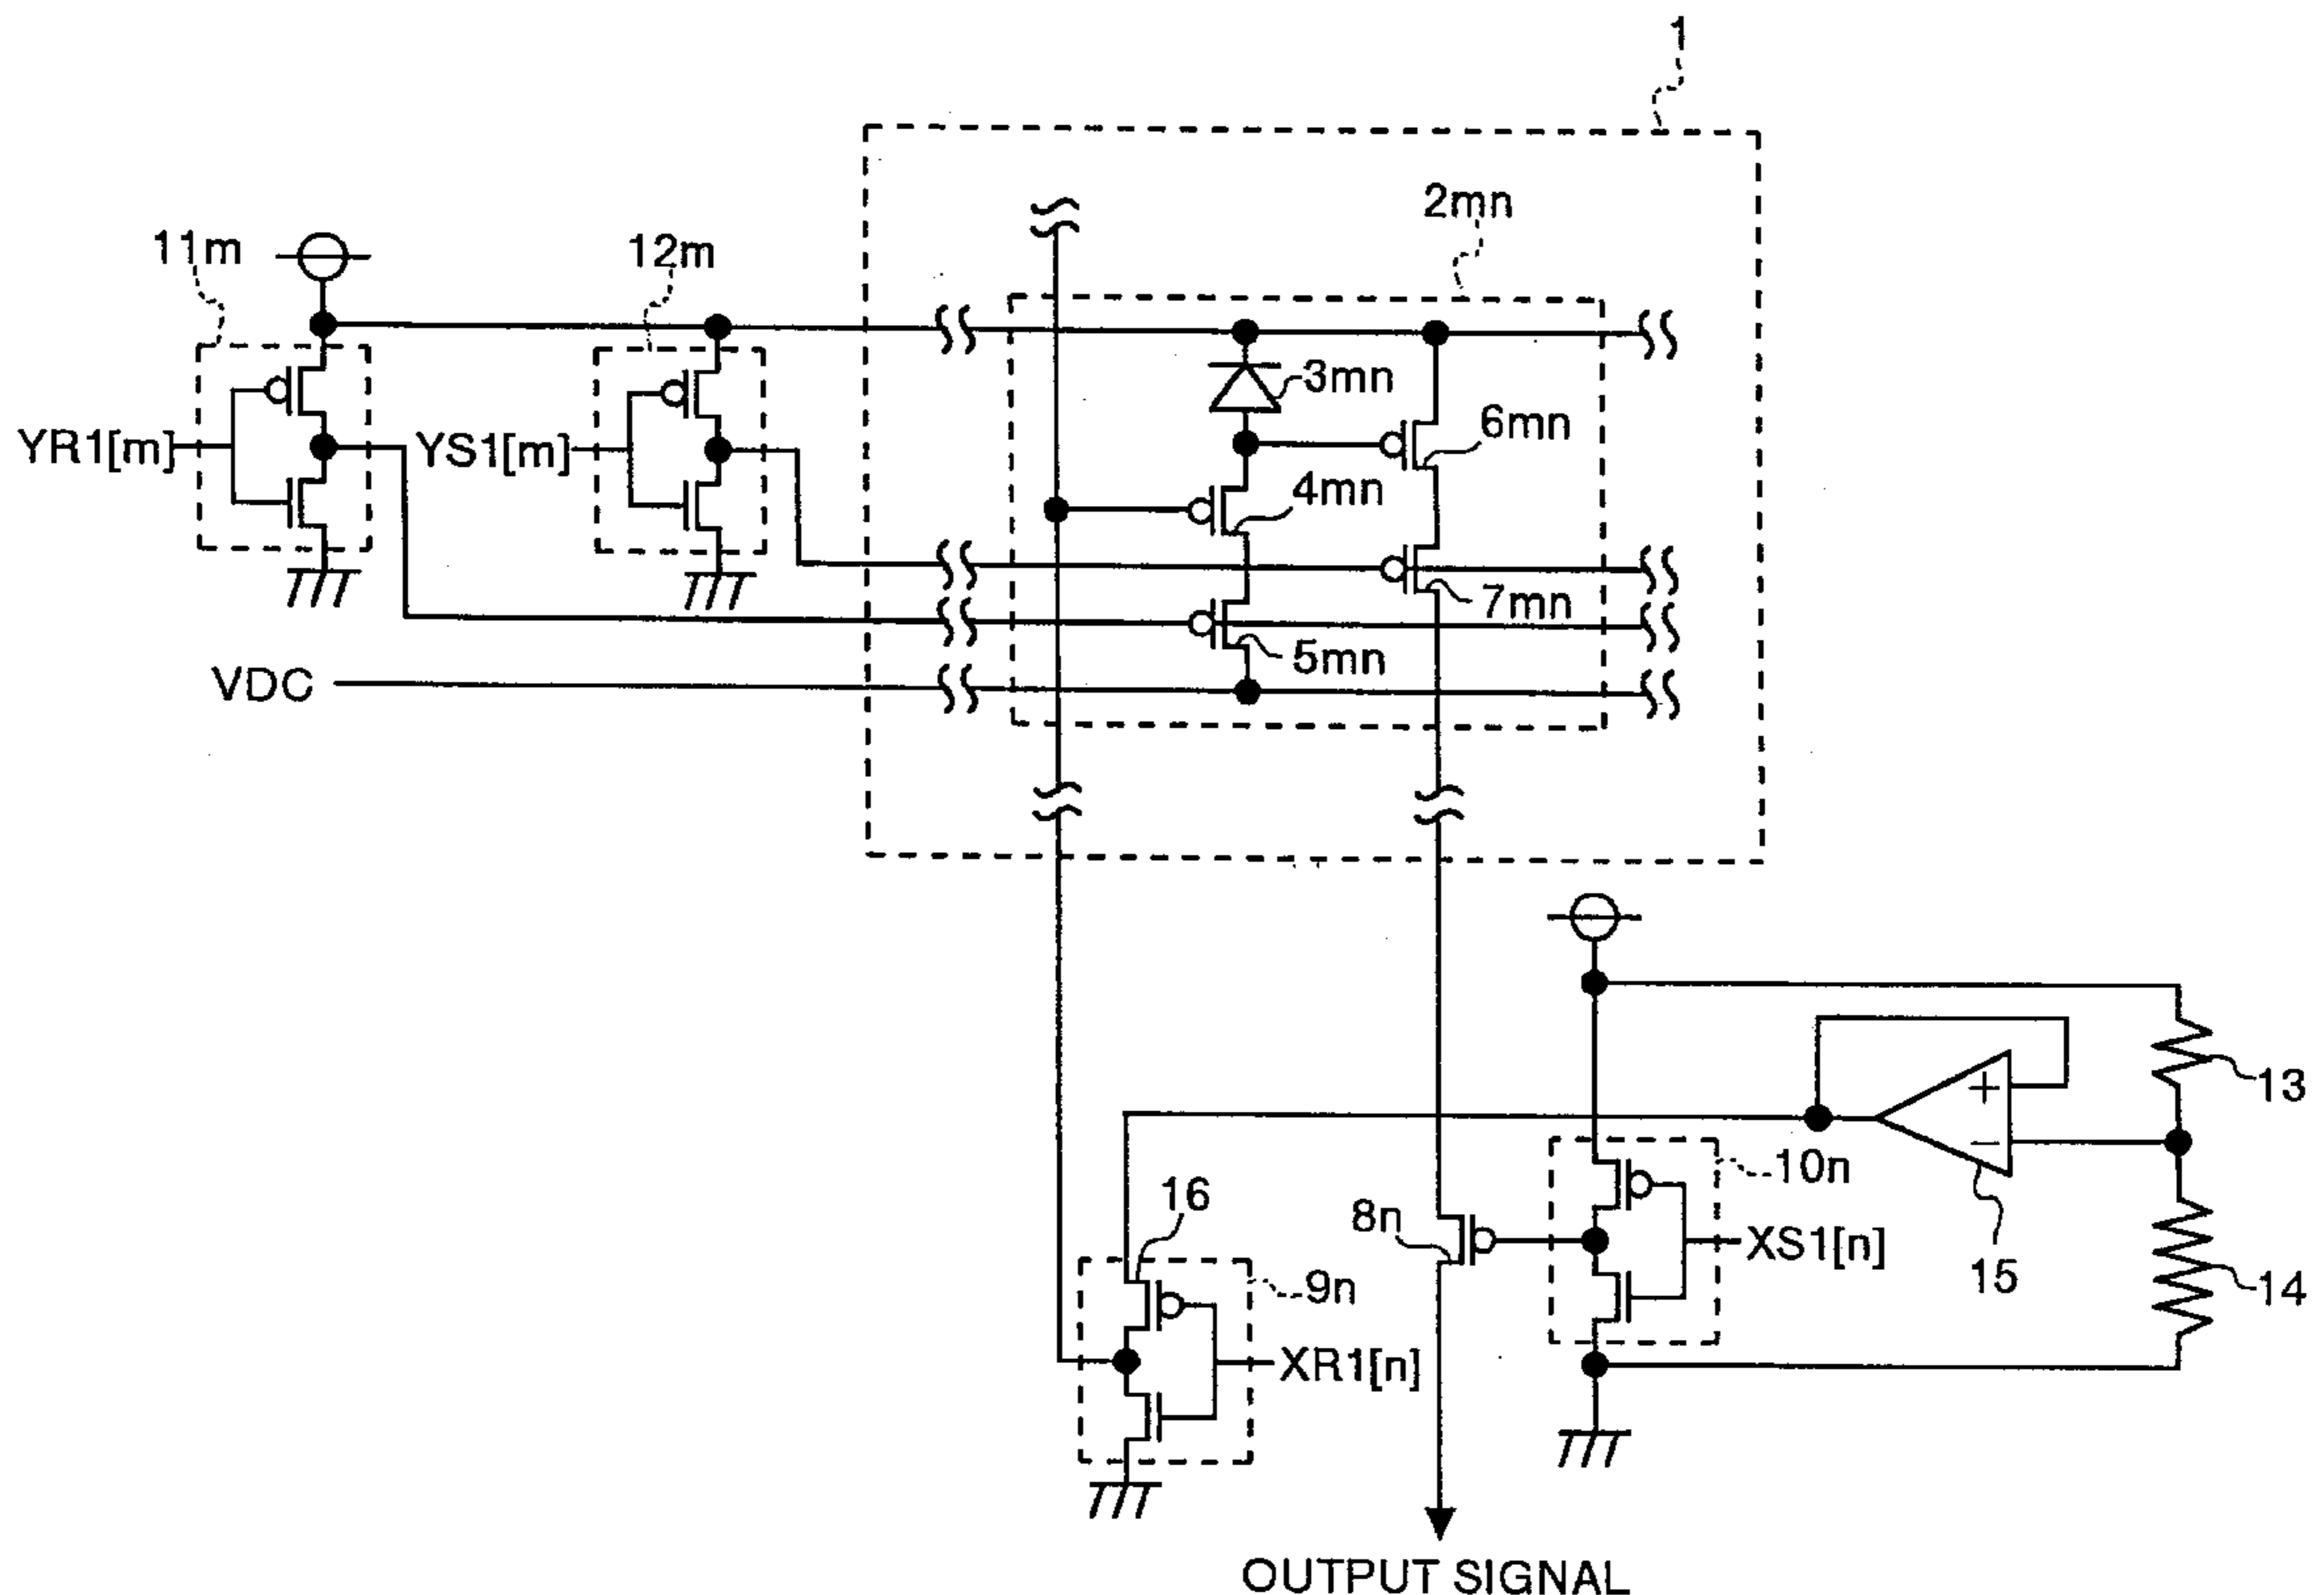 1
2mn
11m
12m
3mn
6mn
YR1[m]
YS1[m]
4mn
7mn
5mn
VDC
13
+
−
10n
16
8n
XS1[n]
15
14
9n
XR1[n]
OUTPUT SIGNAL